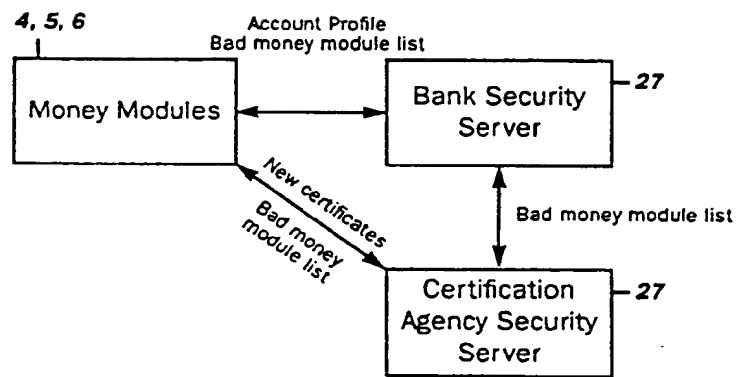 4, 5, 6
Account Profile
Bad money module list
Money Modules
Bank Security
Server
27
New certificates
Bad money
module list
Bad money module list
Certification
Agency Security
Server
27